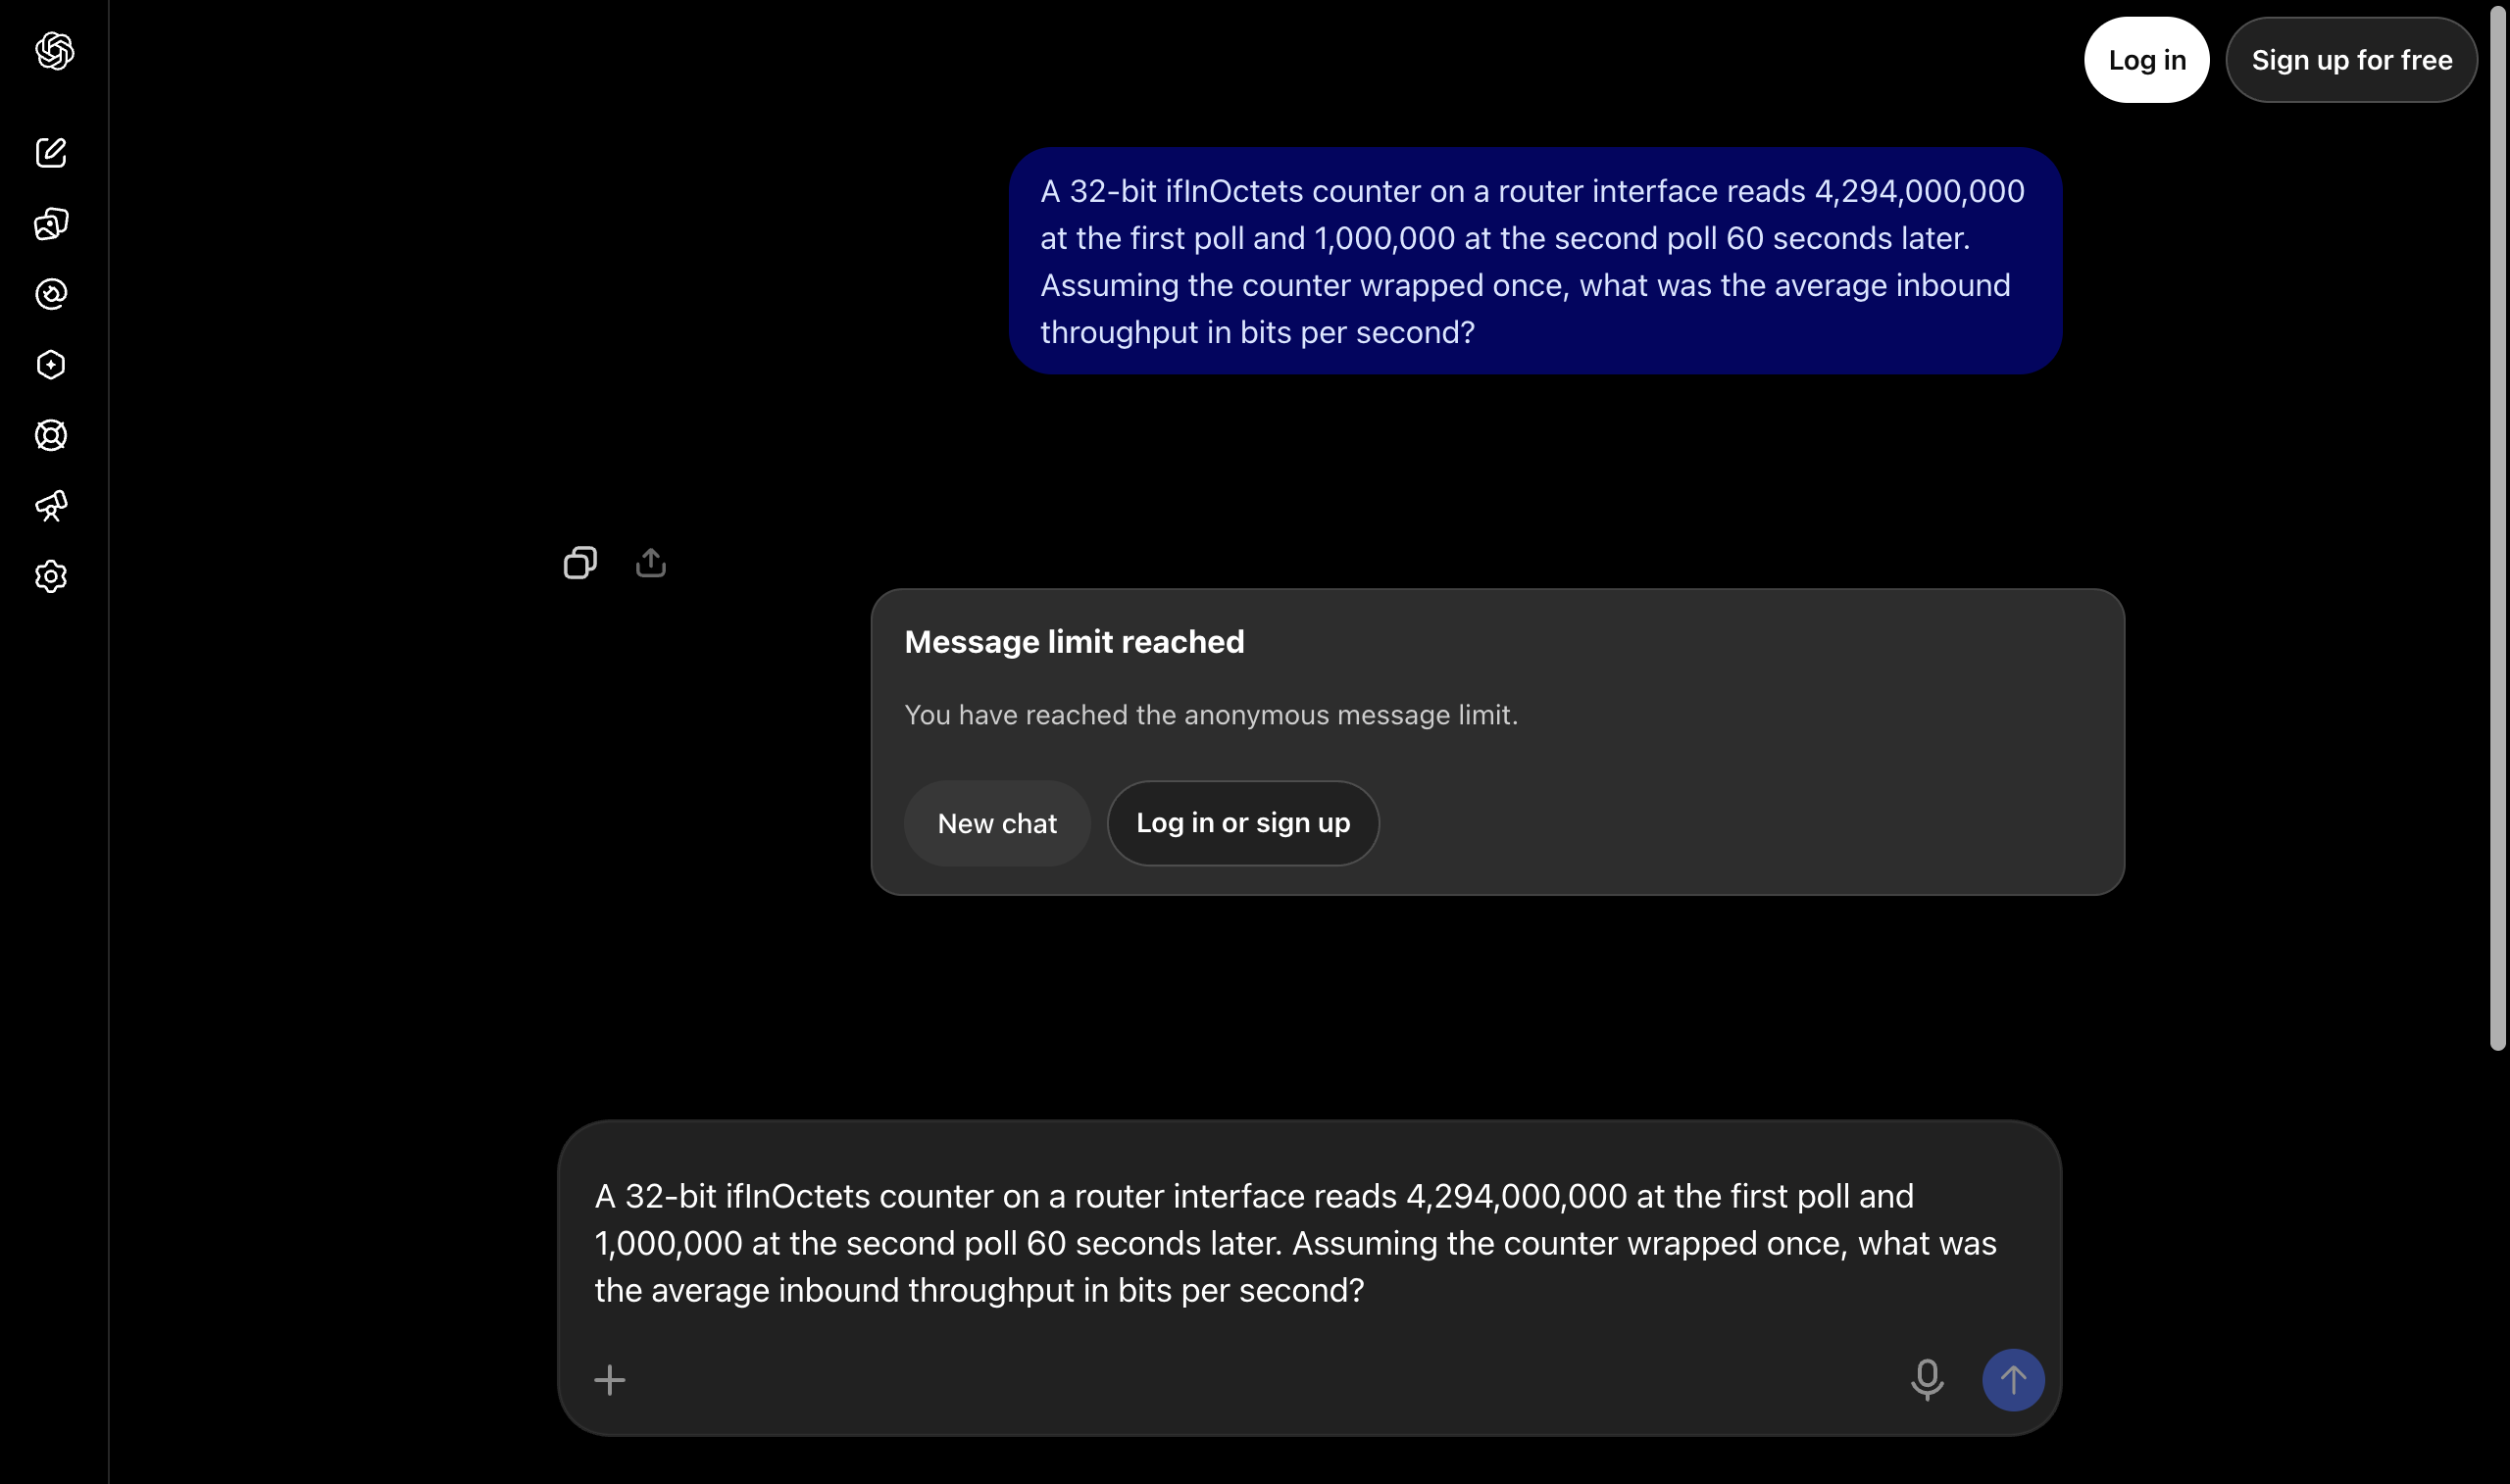 Log in
Sign up for free
A 32-bit ifInOctets counter on a router interface reads 4,294,000,000
at the first poll and 1,000,000 at the second poll 60 seconds later.
Assuming the counter wrapped once, what was the average inbound
throughput in bits per second?
Message limit reached
You have reached the anonymous message limit.
New chat
Log in or sign up
A 32-bit ifInOctets counter on a router interface reads 4,294,000,000 at the first poll and
1,000,000 at the second poll 60 seconds later. Assuming the counter wrapped once, what was
the average inbound throughput in bits per second?